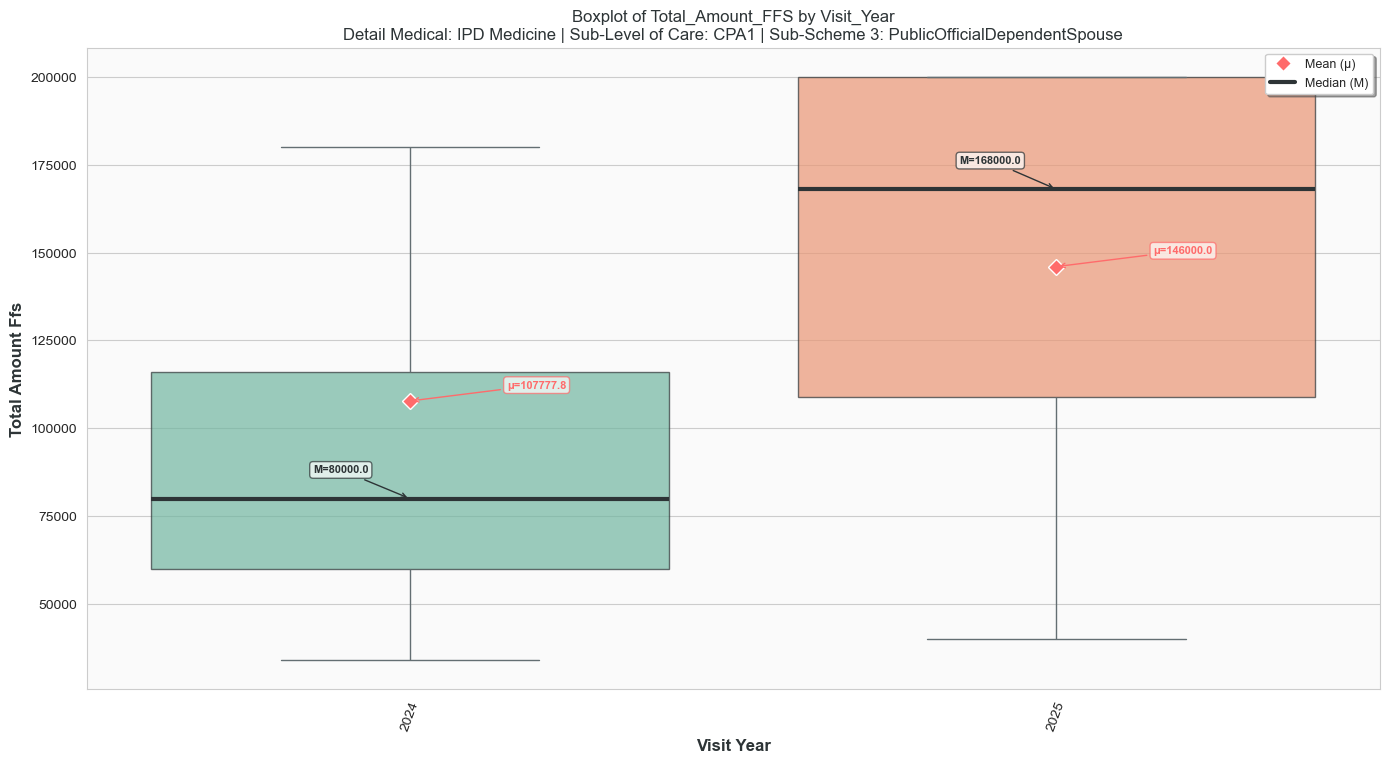 Boxplot of Total_Amount_FFS by Visit_Year
Detail Medical: IPD Medicine | Sub-Level of Care: CPA1 | Sub-Scheme 3: PublicOfficialDependentSpouse
Mean (μ)
Median (M)
200000
175000
150000
125000
100000
75000
50000
Total Amount Ffs
M=168000.0
μ=146000.0
μ=107777.8
M=80000.0
2024
2025
Visit Year